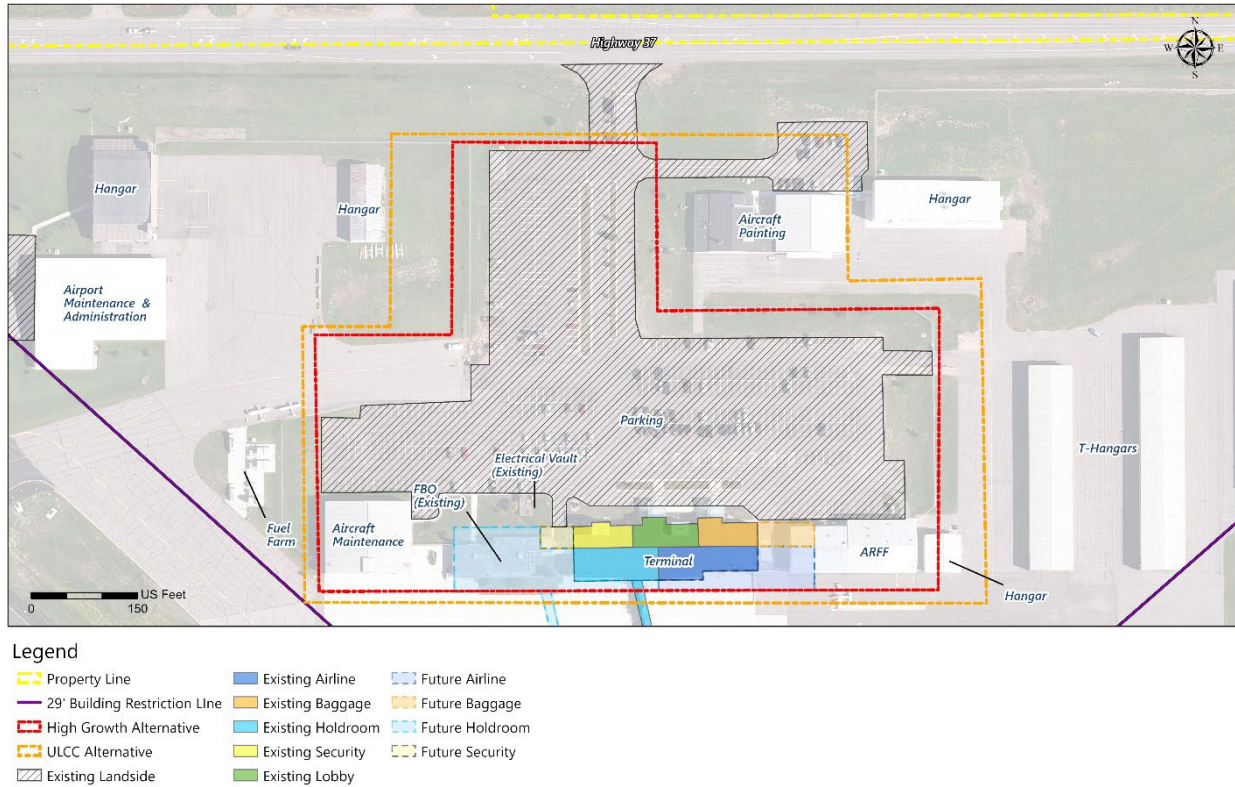 Highway 37
N
W E
S
Hangar
Hangar
Hangar
Aircraft
Painting
Airport
Maintenance &
Administration
Parking
T-Hangars
Electrical Vault
(Existing)
FBO
(Existing)
Fuel
Farm
Aircraft
Maintenance
Terminal
ARFF
Hangar
US Feet
0 150
Legend
Property Line
29' Building Restriction LIne
High Growth Alternative
ULCC Alternative
Existing Landside
Existing Airline
Existing Baggage
Existing Holdroom
Existing Security
Existing Lobby
Future Airline
Future Baggage
Future Holdroom
Future Security